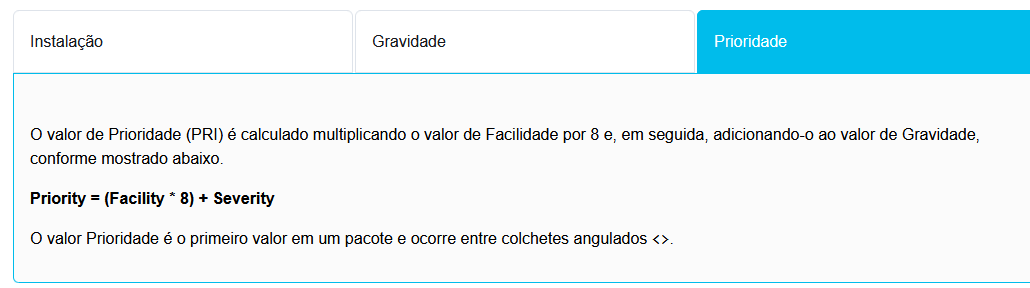 Instalação
Gravidade
Prioridade
O valor de Prioridade (PRI) é calculado multiplicando o valor de Facilidade por 8 e, em seguida, adicionando-o ao valor de Gravidade,
conforme mostrado abaixo.
Priority = (Facility * 8) + Severity
O valor Prioridade é o primeiro valor em um pacote e ocorre entre colchetes angulados <>.